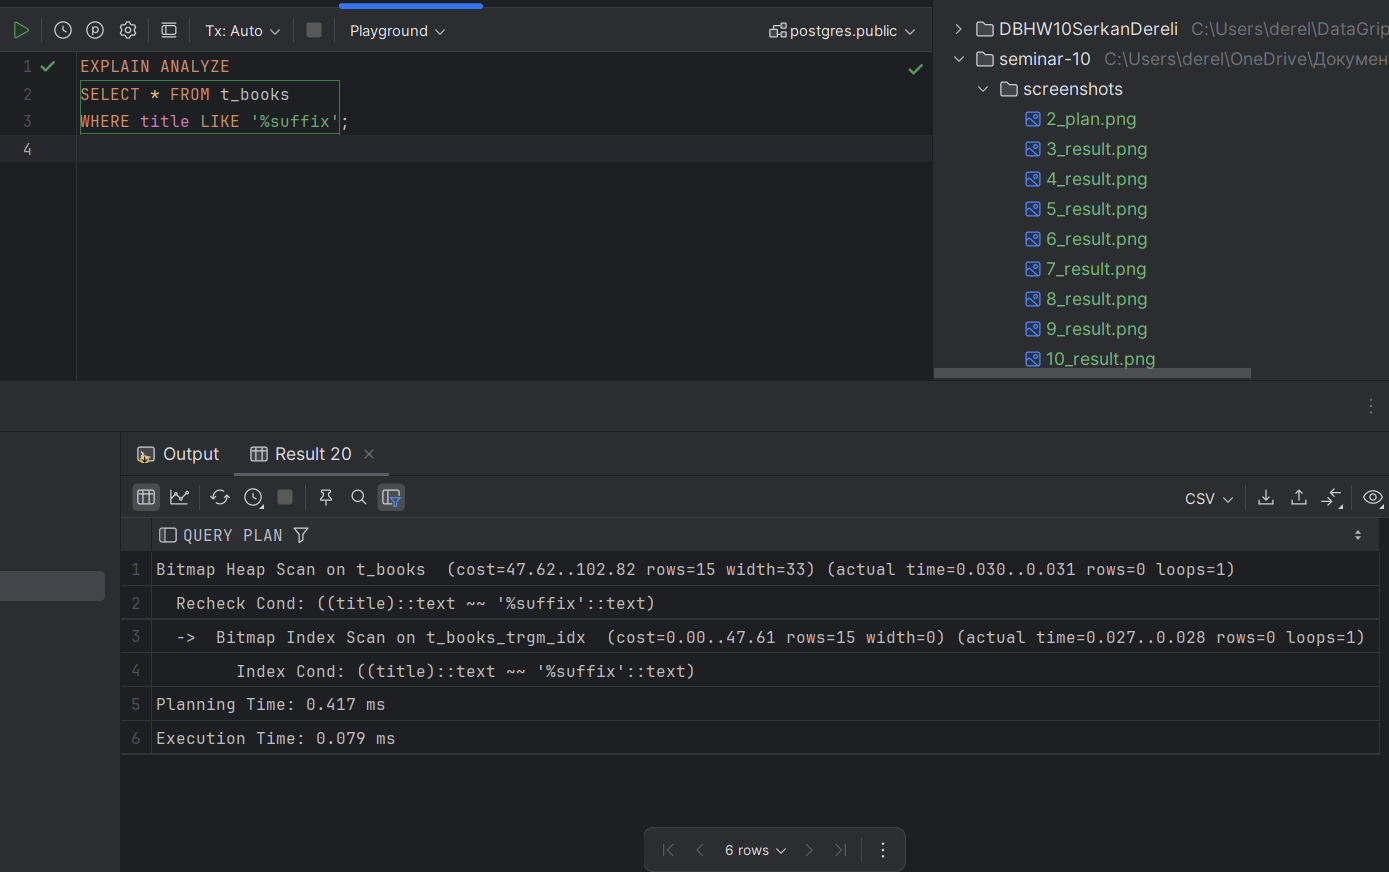 Tx: Auto
Playground
postgres.public
1 EXPLAIN ANALYZE
2 SELECT * FROM t_books
3 WHERE title LIKE '%suffix';
4
DBHW10SerkanDereli C:\Users\derel\DataGrip
seminar-10 C:\Users\derel\OneDrive\Докумен
screenshots
2_plan.png
3_result.png
4_result.png
5_result.png
6_result.png
7_result.png
8_result.png
9_result.png
10_result.png
Output
Result 20
CSV
QUERY PLAN
1 Bitmap Heap Scan on t_books  (cost=47.62..102.82 rows=15 width=33) (actual time=0.030..0.031 rows=0 loops=1)
2   Recheck Cond: ((title)::text ~~ '%suffix'::text)
3   ->  Bitmap Index Scan on t_books_trgm_idx  (cost=0.00..47.61 rows=15 width=0) (actual time=0.027..0.028 rows=0 loops=1)
4         Index Cond: ((title)::text ~~ '%suffix'::text)
5 Planning Time: 0.417 ms
6 Execution Time: 0.079 ms
6 rows